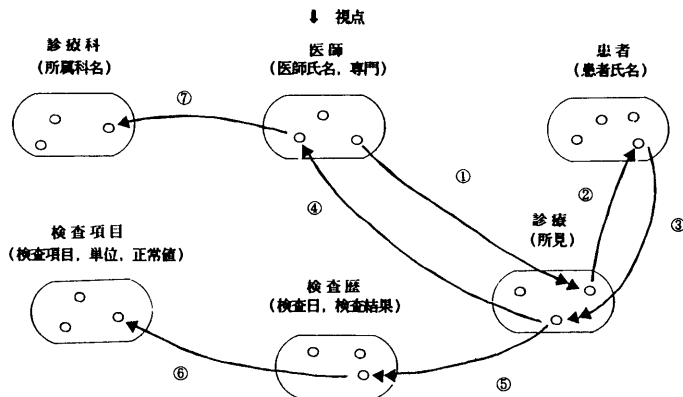 ⬇ 視点
診療科
(所属科名)
医師
(医師氏名, 専門)
患者
(患者氏名)
⑦
①
②
③
④
診療
(所見)
検査項目
(検査項目, 単位, 正常値)
検査歴
(検査日, 検査結果)
⑥
⑤